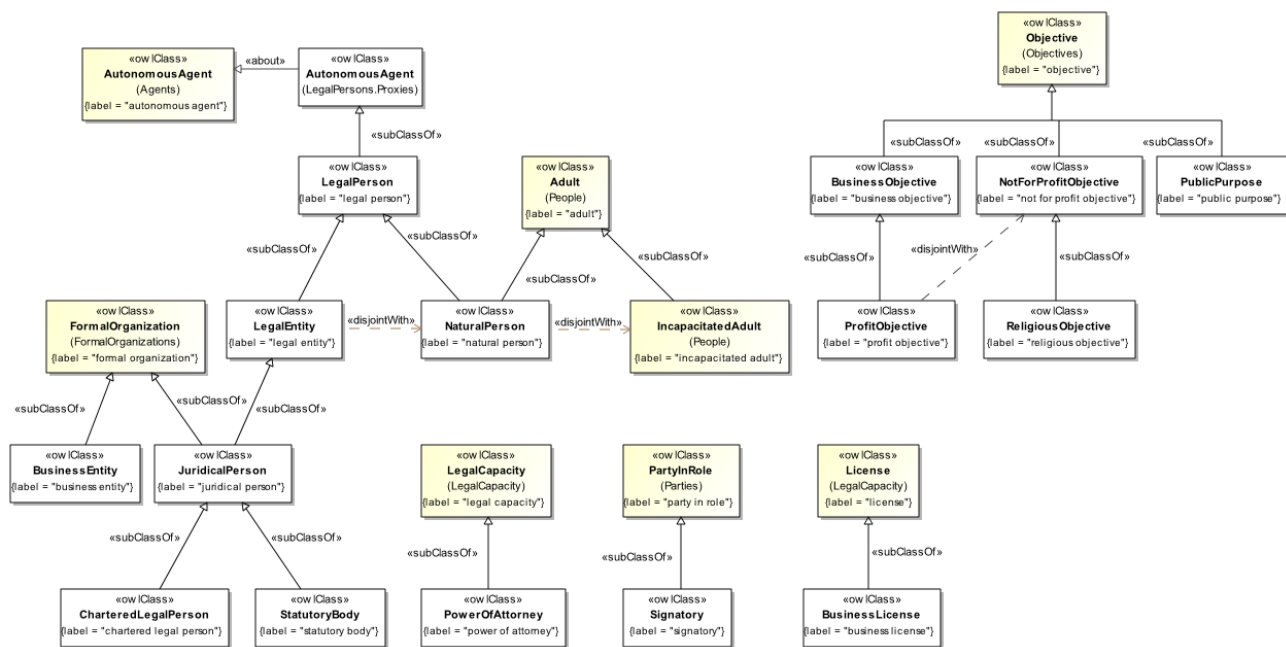 «owlClass»
Objective
(Objectives)
{label = "objective"}
«owlClass»
AutonomousAgent
(Agents)
{label = "autonomous agent"}
«about»
«owlClass»
AutonomousAgent
(LegalPersons.Proxies)
«subClassOf»
«subClassOf»
«subClassOf»
«subClassOf»
«owlClass»
LegalPerson
{label = "legal person"}
«owlClass»
Adult
(People)
{label = "adult"}
«owlClass»
BusinessObjective
{label = "business objective"}
«owlClass»
NotForProfitObjective
{label = "not for profit objective"}
«owlClass»
PublicPurpose
{label = "public purpose"}
«subClassOf»
«subClassOf»
«subClassOf»
«subClassOf»
«subClassOf»
«disjointWith»
«subClassOf»
«owlClass»
FormalOrganization
(FormalOrganizations)
{label = "formal organization"}
«owlClass»
LegalEntity
{label = "legal entity"}
«disjointWith»
«owlClass»
NaturalPerson
{label = "natural person"}
«disjointWith»
«owlClass»
IncapacitatedAdult
(People)
{label = "incapacitated adult"}
«owlClass»
ProfitObjective
{label = "profit objective"}
«owlClass»
ReligiousObjective
{label = "religious objective"}
«subClassOf»
«subClassOf»
«subClassOf»
«owlClass»
BusinessEntity
{label = "business entity"}
«owlClass»
JuridicalPerson
{label = "juridical person"}
«owlClass»
LegalCapacity
(LegalCapacity)
{label = "legal capacity"}
«owlClass»
PartyInRole
(Parties)
{label = "party in role"}
«owlClass»
License
(LegalCapacity)
{label = "license"}
«subClassOf»
«subClassOf»
«subClassOf»
«subClassOf»
«subClassOf»
«owlClass»
CharteredLegalPerson
{label = "chartered legal person"}
«owlClass»
StatutoryBody
{label = "statutory body"}
«owlClass»
PowerOfAttorney
{label = "power of attorney"}
«owlClass»
Signatory
{label = "signatory"}
«owlClass»
BusinessLicense
{label = "business license"}